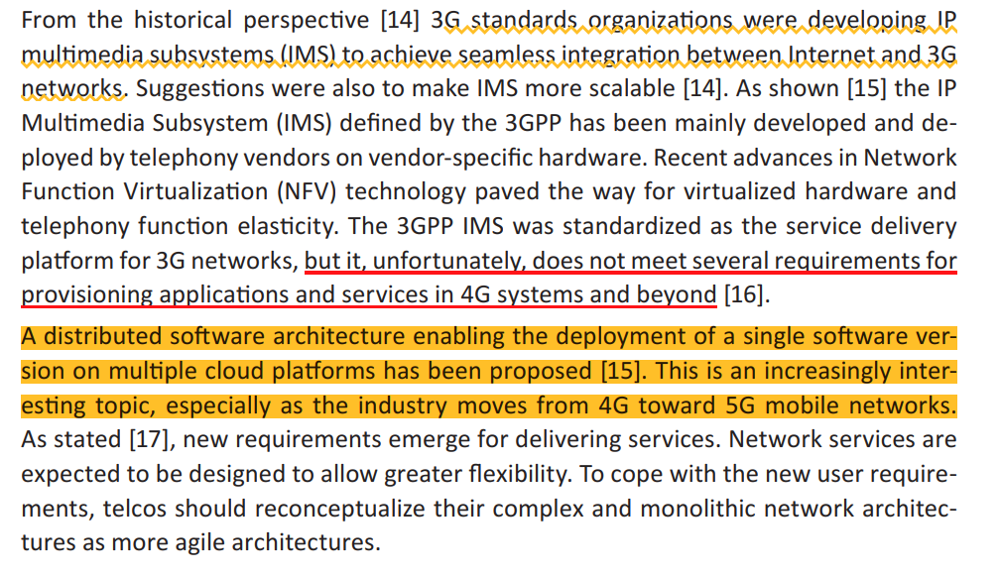 From the historical perspective [14] 3G standards organizations were developing IP
multimedia subsystems (IMS) to achieve seamless integration between Internet and 3G
networks. Suggestions were also to make IMS more scalable [14]. As shown [15] the IP
Multimedia Subsystem (IMS) defined by the 3GPP has been mainly developed and de-
ployed by telephony vendors on vendor-specific hardware. Recent advances in Network
Function Virtualization (NFV) technology paved the way for virtualized hardware and
telephony function elasticity. The 3GPP IMS was standardized as the service delivery
platform for 3G networks, but it, unfortunately, does not meet several requirements for
provisioning applications and services in 4G systems and beyond [16].
A distributed software architecture enabling the deployment of a single software ver-
sion on multiple cloud platforms has been proposed [15]. This is an increasingly inter-
esting topic, especially as the industry moves from 4G toward 5G mobile networks.
As stated [17], new requirements emerge for delivering services. Network services are
expected to be designed to allow greater flexibility. To cope with the new user require-
ments, telcos should reconceptualize their complex and monolithic network architec-
tures as more agile architectures.